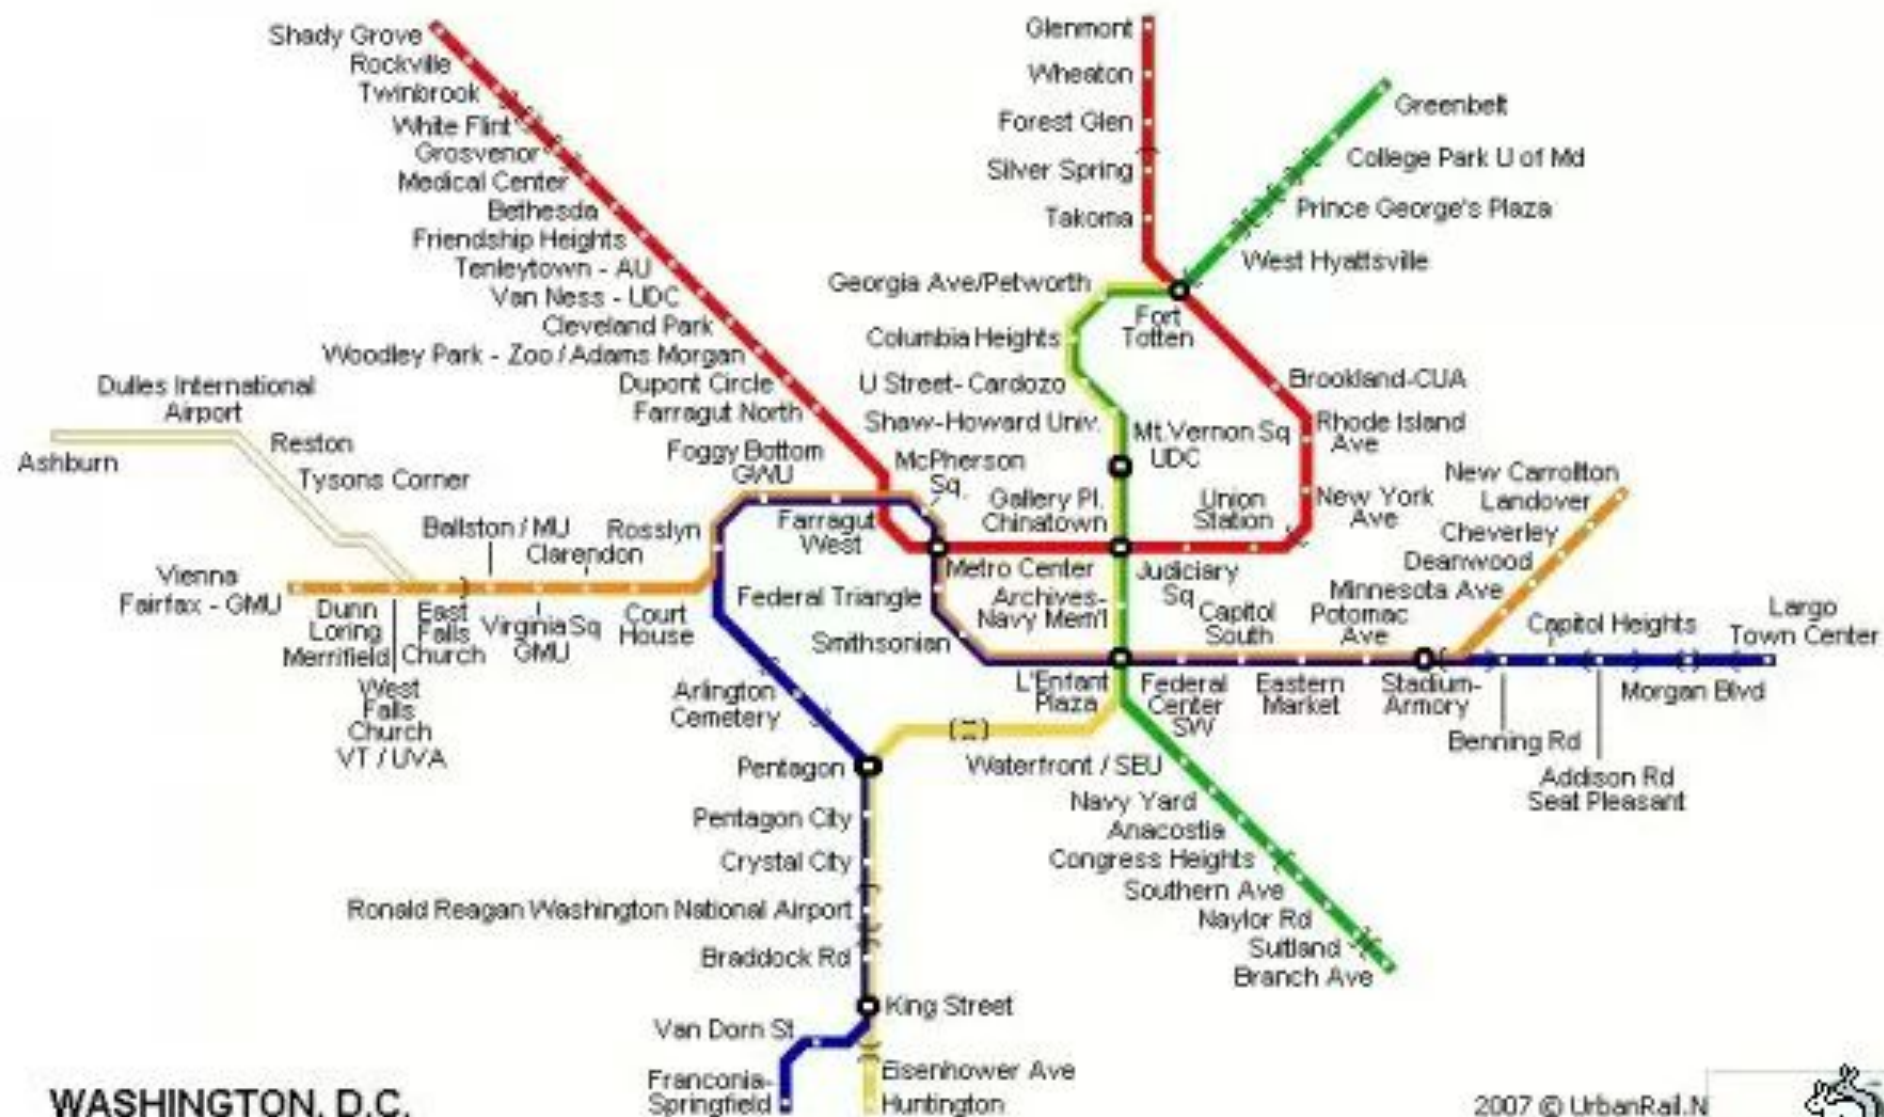 Shady Grove
Rockville
Twinbrook
White Flint
Grosvenor
Medical Center
Bethesda
Friendship Heights
Tenleytown - AU
Van Ness - UDC
Cleveland Park
Woodley Park - Zoo / Adams Morgan
Dupont Circle
Farragut North
Glenmont
Wheaton
Forest Glen
Silver Spring
Takoma
Greenbelt
College Park U of Md
Prince George's Plaza
West Hyattsville
Fort
Totten
Georgia Ave/Petworth
Columbia Heights
U Street- Cardozo
Shaw-Howard Univ.
Mt.Vernon Sq
UDC
Brookland-CUA
Rhode Island
Ave
New York
Ave
Union
Station
Gallery Pl.
Chinatown
Judiciary
Sq
McPherson
Sq.
Foggy Bottom
GWU
Farragut
West
Metro Center
Federal Triangle
Smithsonian
Archives-
Navy Mem'l
L'Enfant
Plaza
Dulles International
Airport
Ashburn
Reston
Tysons Corner
Vienna
Fairfax - GMU
Dunn
Loring
Merrifield
West
Falls
Church
VT / UVA
East
Falls
Church
Ballston / MU
Virginia Sq
GMU
Clarendon
Court
House
Rosslyn
Arlington
Cemetery
Pentagon
Pentagon City
Crystal City
Ronald Reagan Washington National Airport
Braddock Rd
King Street
Van Dorn St
Franconia-
Springfield
Eisenhower Ave
Huntington
Federal
Center
SW
Capitol
South
Eastern
Market
Potomac
Ave
Stadium-
Armory
New Carrollton
Landover
Cheverley
Deanwood
Minnesota Ave
Benning Rd
Capitol Heights
Addison Rd
Seat Pleasant
Morgan Blvd
Largo
Town Center
Waterfront / SEU
Navy Yard
Anacostia
Congress Heights
Southern Ave
Naylor Rd
Suitland
Branch Ave
WASHINGTON, D.C.
2007 © UrbanRail.N